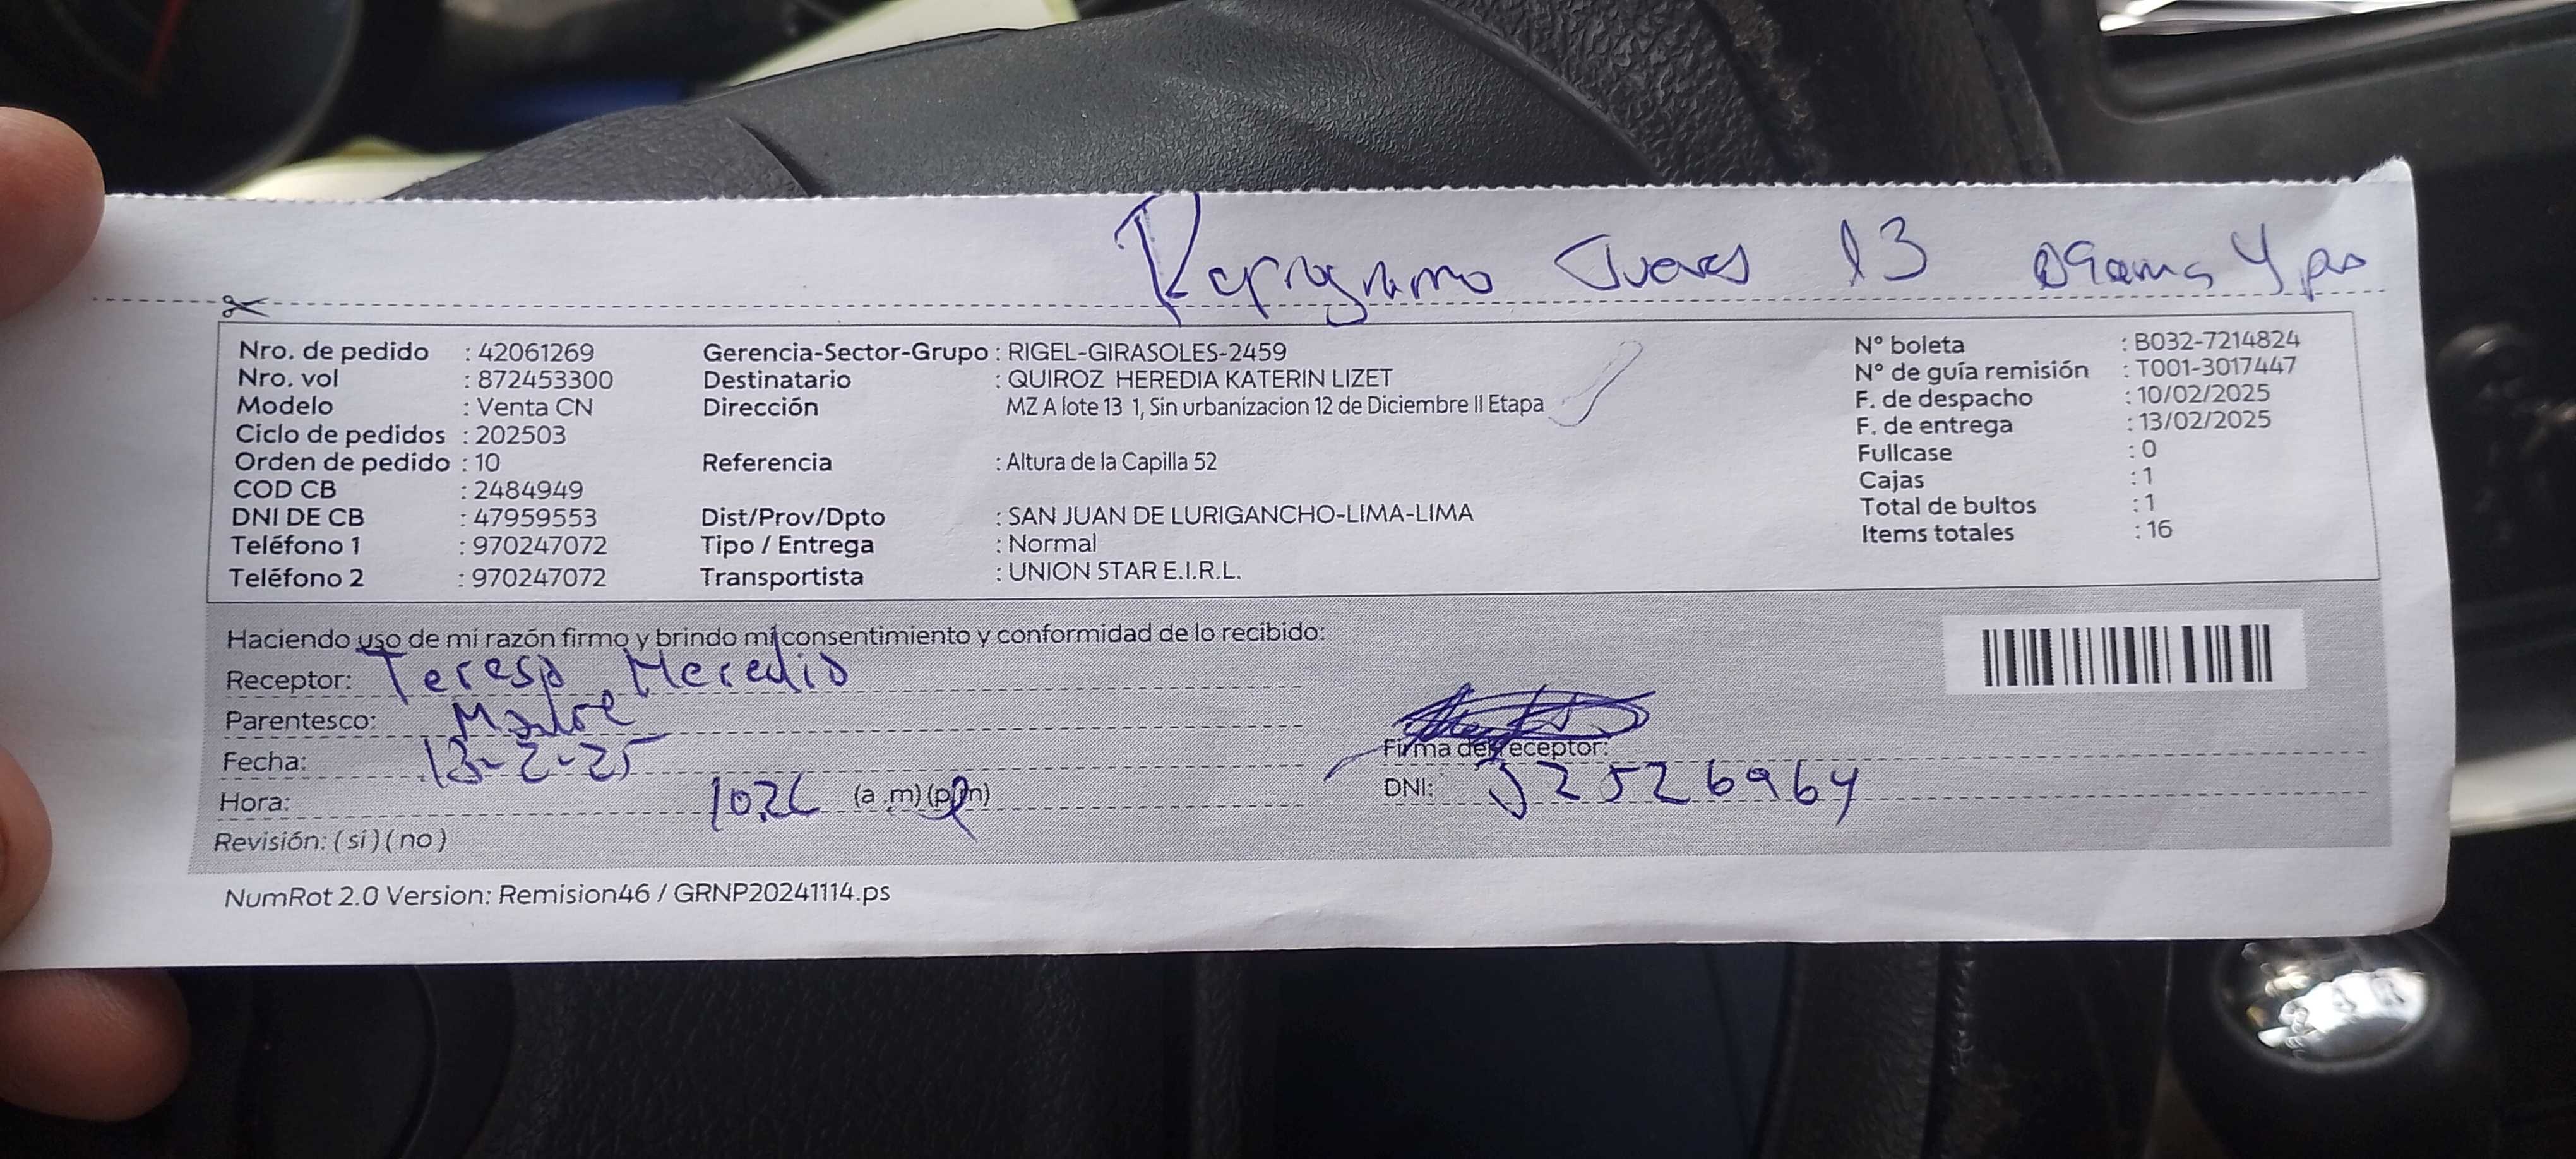 Reprogramo Jueves 13
Nro. de pedido : 42061269
Nro. vol : 872453300
Modelo : Venta CN
Ciclo de pedidos : 202503
Orden de pedido : 10
COD CB : 2484949
DNI DE CB : 47959553
Teléfono 1 : 970247072
Teléfono 2 : 970247072
Gerencia-Sector-Grupo : RIGEL-GIRASOLES-2459
Destinatario : QUIROZ HEREDIA KATERIN LIZET
Dirección MZ A lote 13 1, Sin urbanizacion 12 de Diciembre II Etapa
Referencia : Altura de la Capilla 52
Dist/Prov/Dpto : SAN JUAN DE LURIGANCHO-LIMA-LIMA
Tipo / Entrega : Normal
Transportista : UNION STAR E.I.R.L.
N° boleta : B032-7214824
N° de guía remisión : T001-3017447
F. de despacho : 10/02/2025
F. de entrega : 13/02/2025
Fullcase : 0
Cajas : 1
Total de bultos : 1
Items totales : 16
Haciendo uso de mi razón firmo y brindo mi consentimiento y conformidad de lo recibido:
Receptor: Teresa Heredia
Parentesco: Madre
Fecha: 13-2-25
Hora: (a.m) (p.m)
Revisión: ( si ) ( no )
Firma del receptor:
DNI:
NumRot 2.0 Version: Remision46 / GRNP20241114.ps